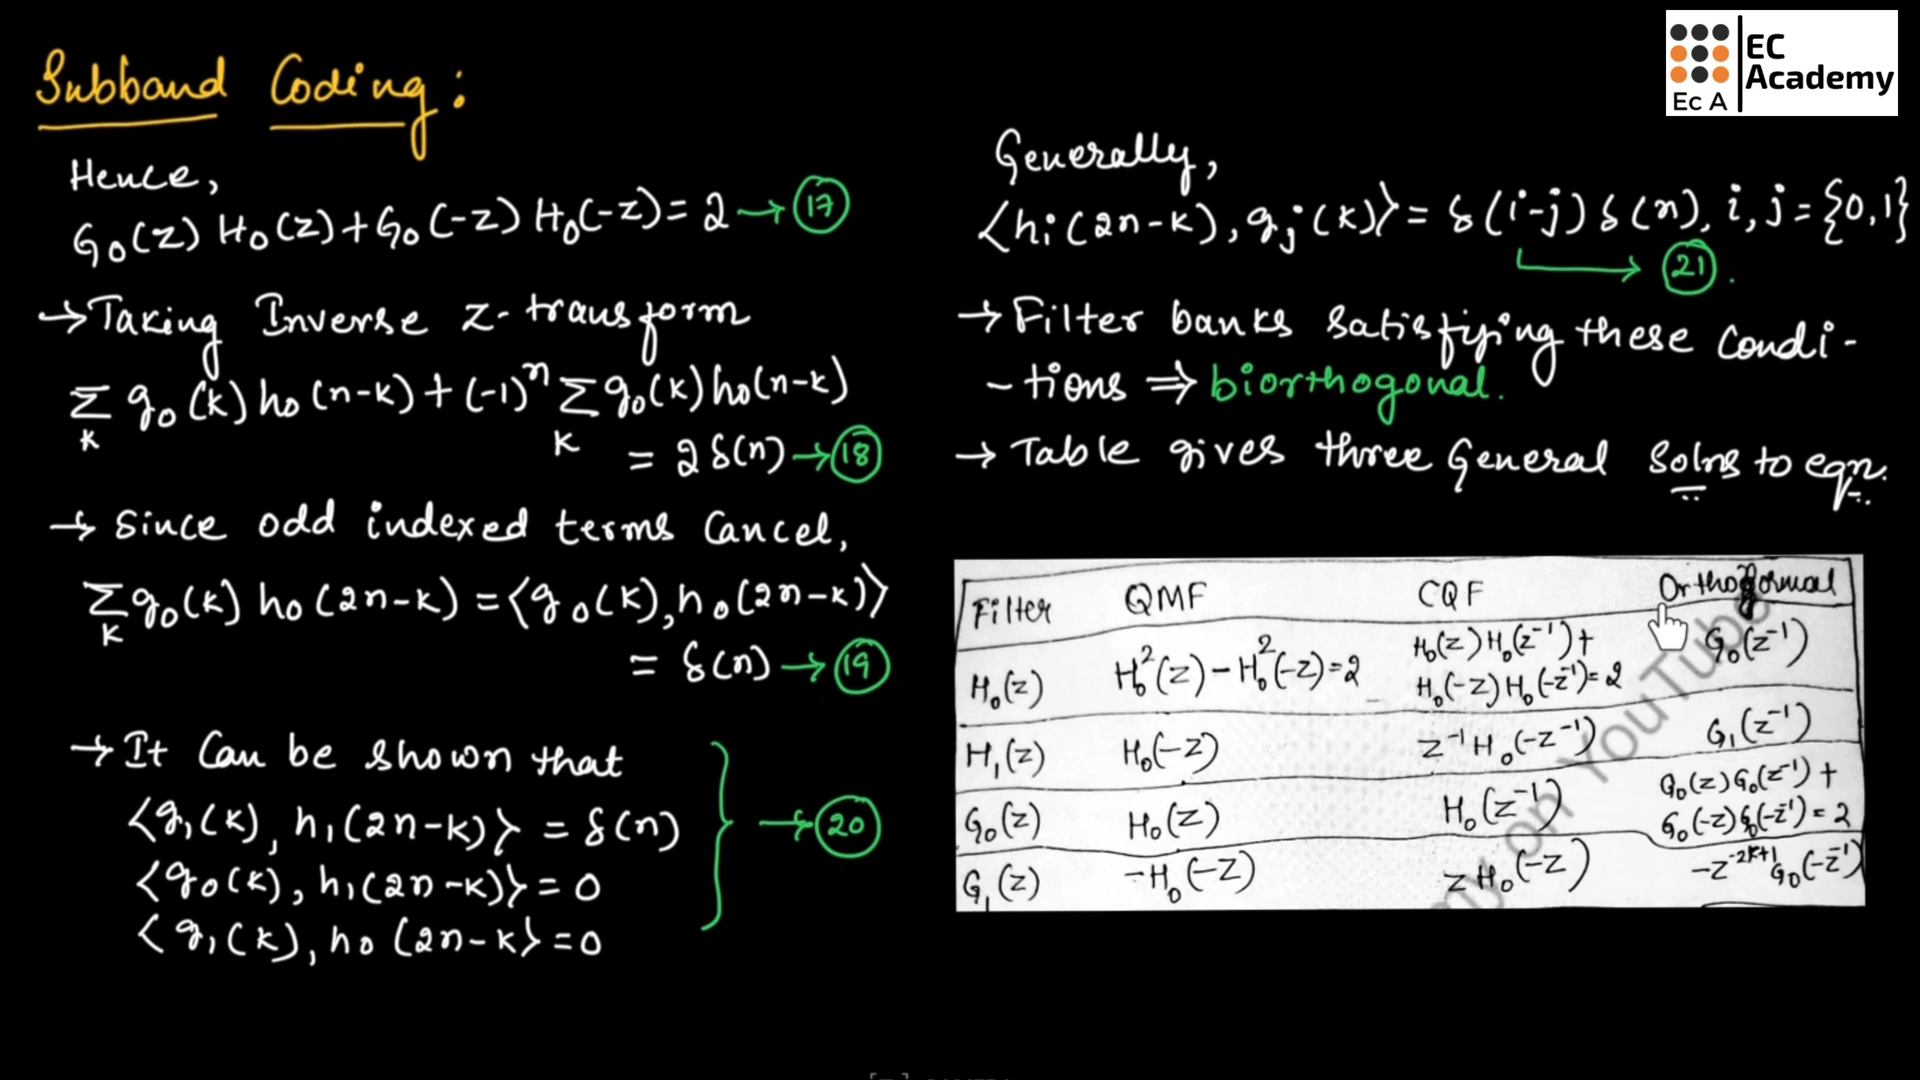 EC
Academy
Ec A
Subband Coding:
Hence,
G₀(z) H₀(z)+G₀(-z) H₀(-z)=2 → 17
→ Taking Inverse z-transform
Σ g₀(k) h₀(n-k) + (-1)ⁿ Σ g₀(k) h₀(n-k)
k k
= 2 δ(n) → 18
→ Since odd indexed terms Cancel,
Σ g₀(k) h₀(2n-k) = ⟨g₀(k), h₀(2n-k)⟩
k
= δ(n) → 19
→ It Can be shown that
⟨g₁(k), h₁(2n-k)⟩ = δ(n)
⟨g₀(k), h₁(2n-k)⟩ = 0 → 20
⟨g₁(k), h₀(2n-k⟩ = 0
Generally,
⟨hi(2n-k), gj(k)⟩ = δ(i-j) δ(n), i, j = {0,1}
→ 21.
→ Filter banks satisfying these condi-
-tions ⇒ biorthogonal.
→ Table gives three General Solns to eqn.
Filter QMF CQF Orthonormal
H₀(z) H₀²(z) - H₀²(-z)=2 H₀(z)H₀(z⁻¹)+ G₀(z⁻¹)
H₀(-z)H₀(-z⁻¹)=2
H₁(z) H₀(-z) z⁻¹H₀(-z⁻¹) G₁(z⁻¹)
G₀(z) H₀(z) H₀(z⁻¹) G₀(z)G₀(z⁻¹)+
G₀(-z)G₀(-z⁻¹)=2
G₁(z) -H₀(-z) zH₀(-z) -z⁻²ᵏ⁺¹G₀(-z⁻¹)
on YouTube